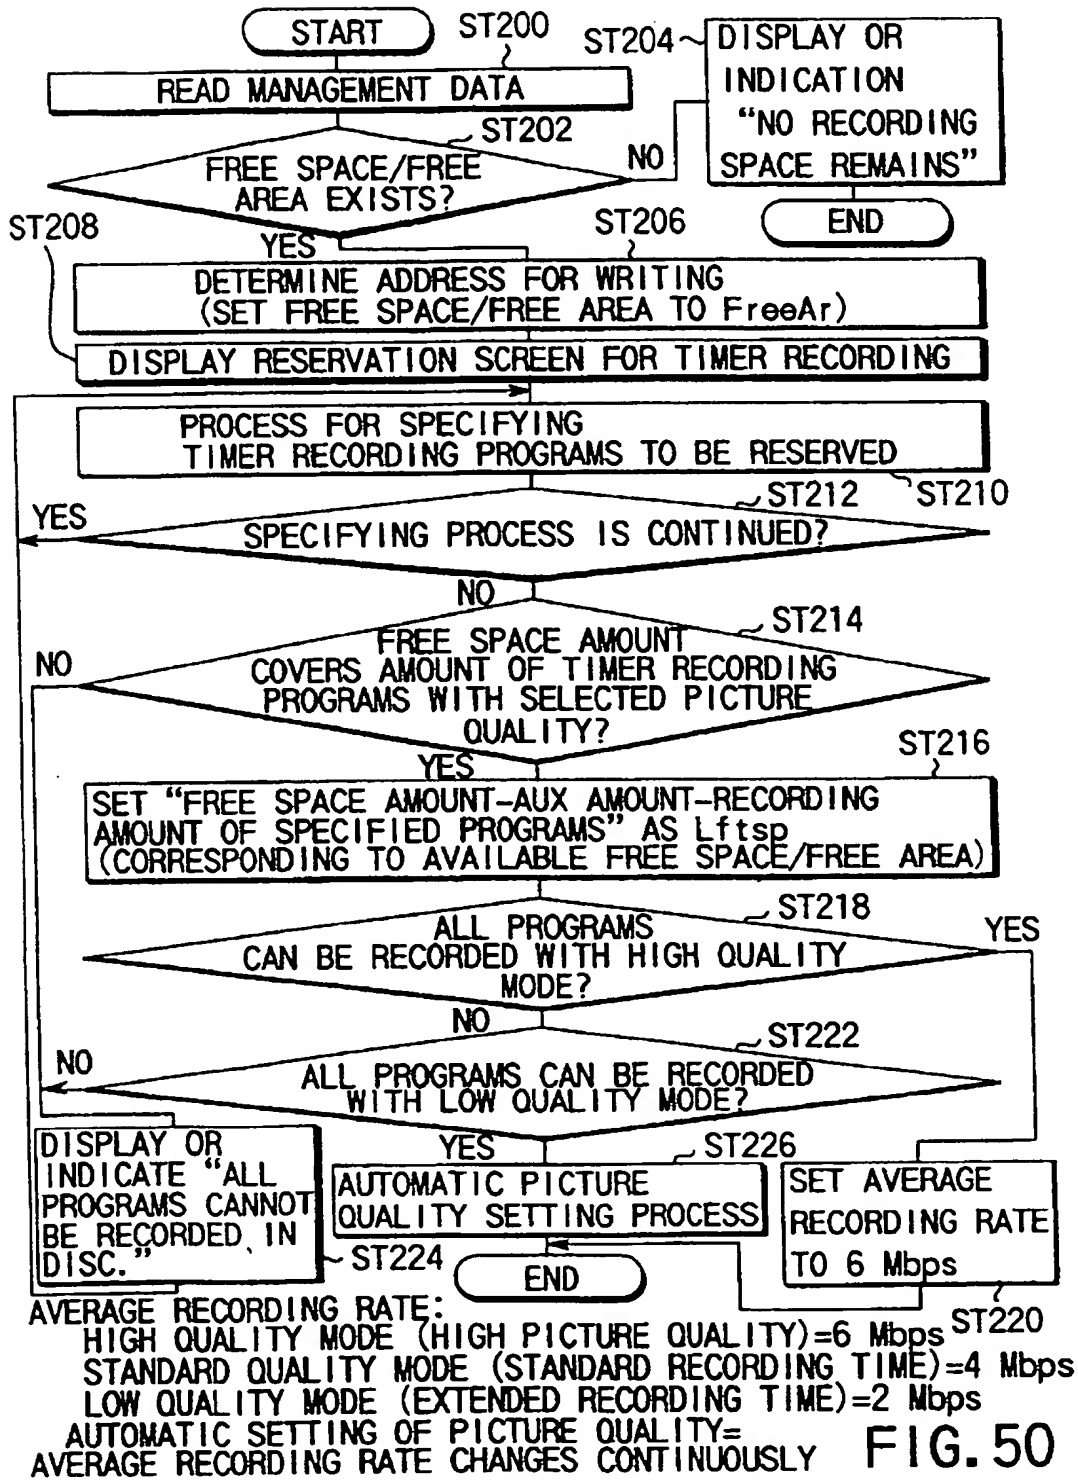 START
ST200
READ MANAGEMENT DATA
ST202
FREE SPACE/FREE
AREA EXISTS?
NO
ST204
DISPLAY OR
INDICATION
“NO RECORDING
SPACE REMAINS”
END
YES
ST206
DETERMINE ADDRESS FOR WRITING
(SET FREE SPACE/FREE AREA TO FreeAr)
ST208
DISPLAY RESERVATION SCREEN FOR TIMER RECORDING
PROCESS FOR SPECIFYING
TIMER RECORDING PROGRAMS TO BE RESERVED
ST210
ST212
YES
SPECIFYING PROCESS IS CONTINUED?
NO
ST214
NO
FREE SPACE AMOUNT
COVERS AMOUNT OF TIMER RECORDING
PROGRAMS WITH SELECTED PICTURE
QUALITY?
YES
ST216
SET “FREE SPACE AMOUNT-AUX AMOUNT-RECORDING
AMOUNT OF SPECIFIED PROGRAMS” AS Lftsp
(CORRESPONDING TO AVAILABLE FREE SPACE/FREE AREA)
ST218
ALL PROGRAMS
CAN BE RECORDED WITH HIGH QUALITY
MODE?
YES
NO
ST222
NO
ALL PROGRAMS CAN BE RECORDED
WITH LOW QUALITY MODE?
YES
DISPLAY OR
INDICATE “ALL
PROGRAMS CANNOT
BE RECORDED IN
DISC.”
ST224
ST226
AUTOMATIC PICTURE
QUALITY SETTING PROCESS
END
SET AVERAGE
RECORDING RATE
TO 6 Mbps
ST220
AVERAGE RECORDING RATE:
HIGH QUALITY MODE (HIGH PICTURE QUALITY)=6 Mbps
STANDARD QUALITY MODE (STANDARD RECORDING TIME)=4 Mbps
LOW QUALITY MODE (EXTENDED RECORDING TIME)=2 Mbps
AUTOMATIC SETTING OF PICTURE QUALITY=
AVERAGE RECORDING RATE CHANGES CONTINUOUSLY
FIG. 50